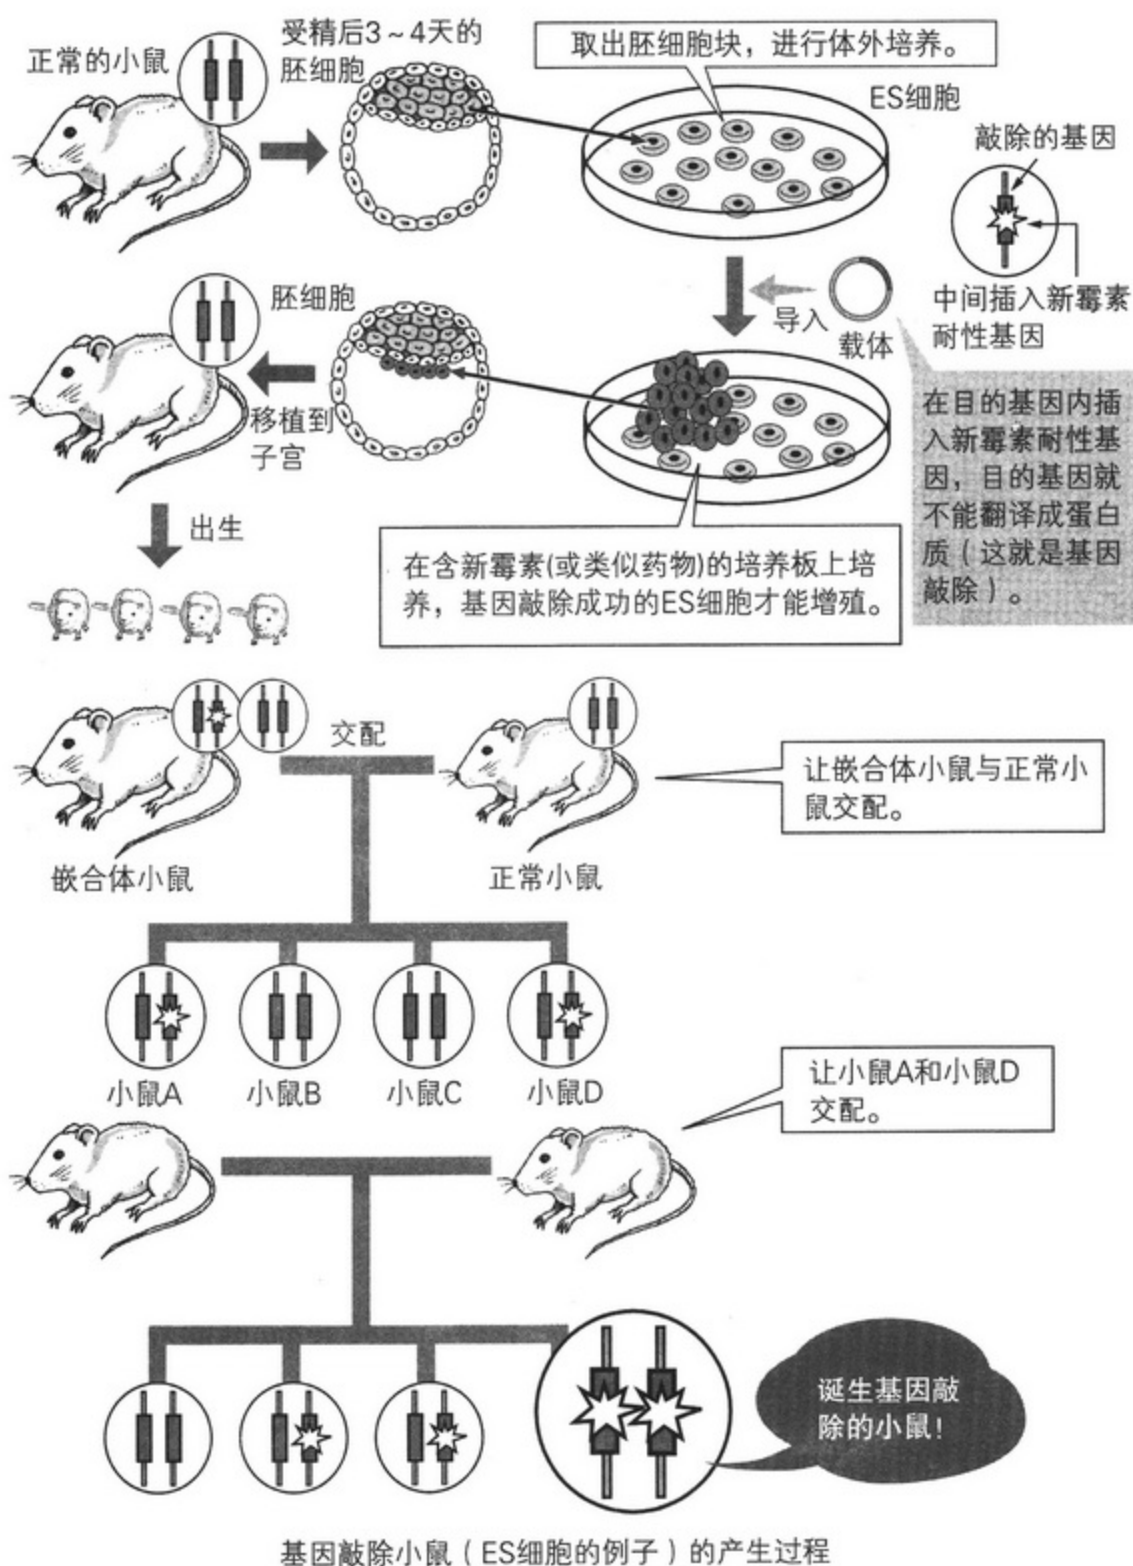 正常的小鼠
受精后3～4天的
胚细胞
取出胚细胞块，进行体外培养。
ES细胞
敲除的基因
中间插入新霉素
耐性基因
导入
载体
胚细胞
移植到
子宫
在目的基因内插
入新霉素耐性基
因，目的基因就
不能翻译成蛋白
质（这就是基因
敲除）。
出生
在含新霉素(或类似药物)的培养板上培
养，基因敲除成功的ES细胞才能增殖。
交配
让嵌合体小鼠与正常小
鼠交配。
嵌合体小鼠
正常小鼠
小鼠A
小鼠B
小鼠C
小鼠D
让小鼠A和小鼠D
交配。
诞生基因敲
除的小鼠！
基因敲除小鼠（ES细胞的例子）的产生过程